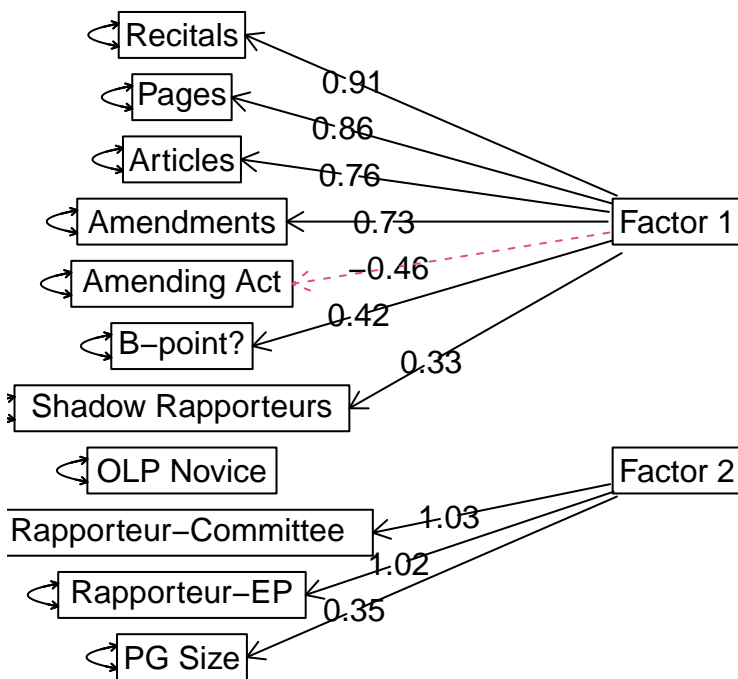 Recitals
0.91
Pages
0.86
Articles
0.76
Amendments
0.73
Factor 1
Amending Act
−0.46
B−point?
0.42
Shadow Rapporteurs
0.33
OLP Novice
Factor 2
Rapporteur−Committee
1.03
Rapporteur−EP
1.02
0.35
PG Size